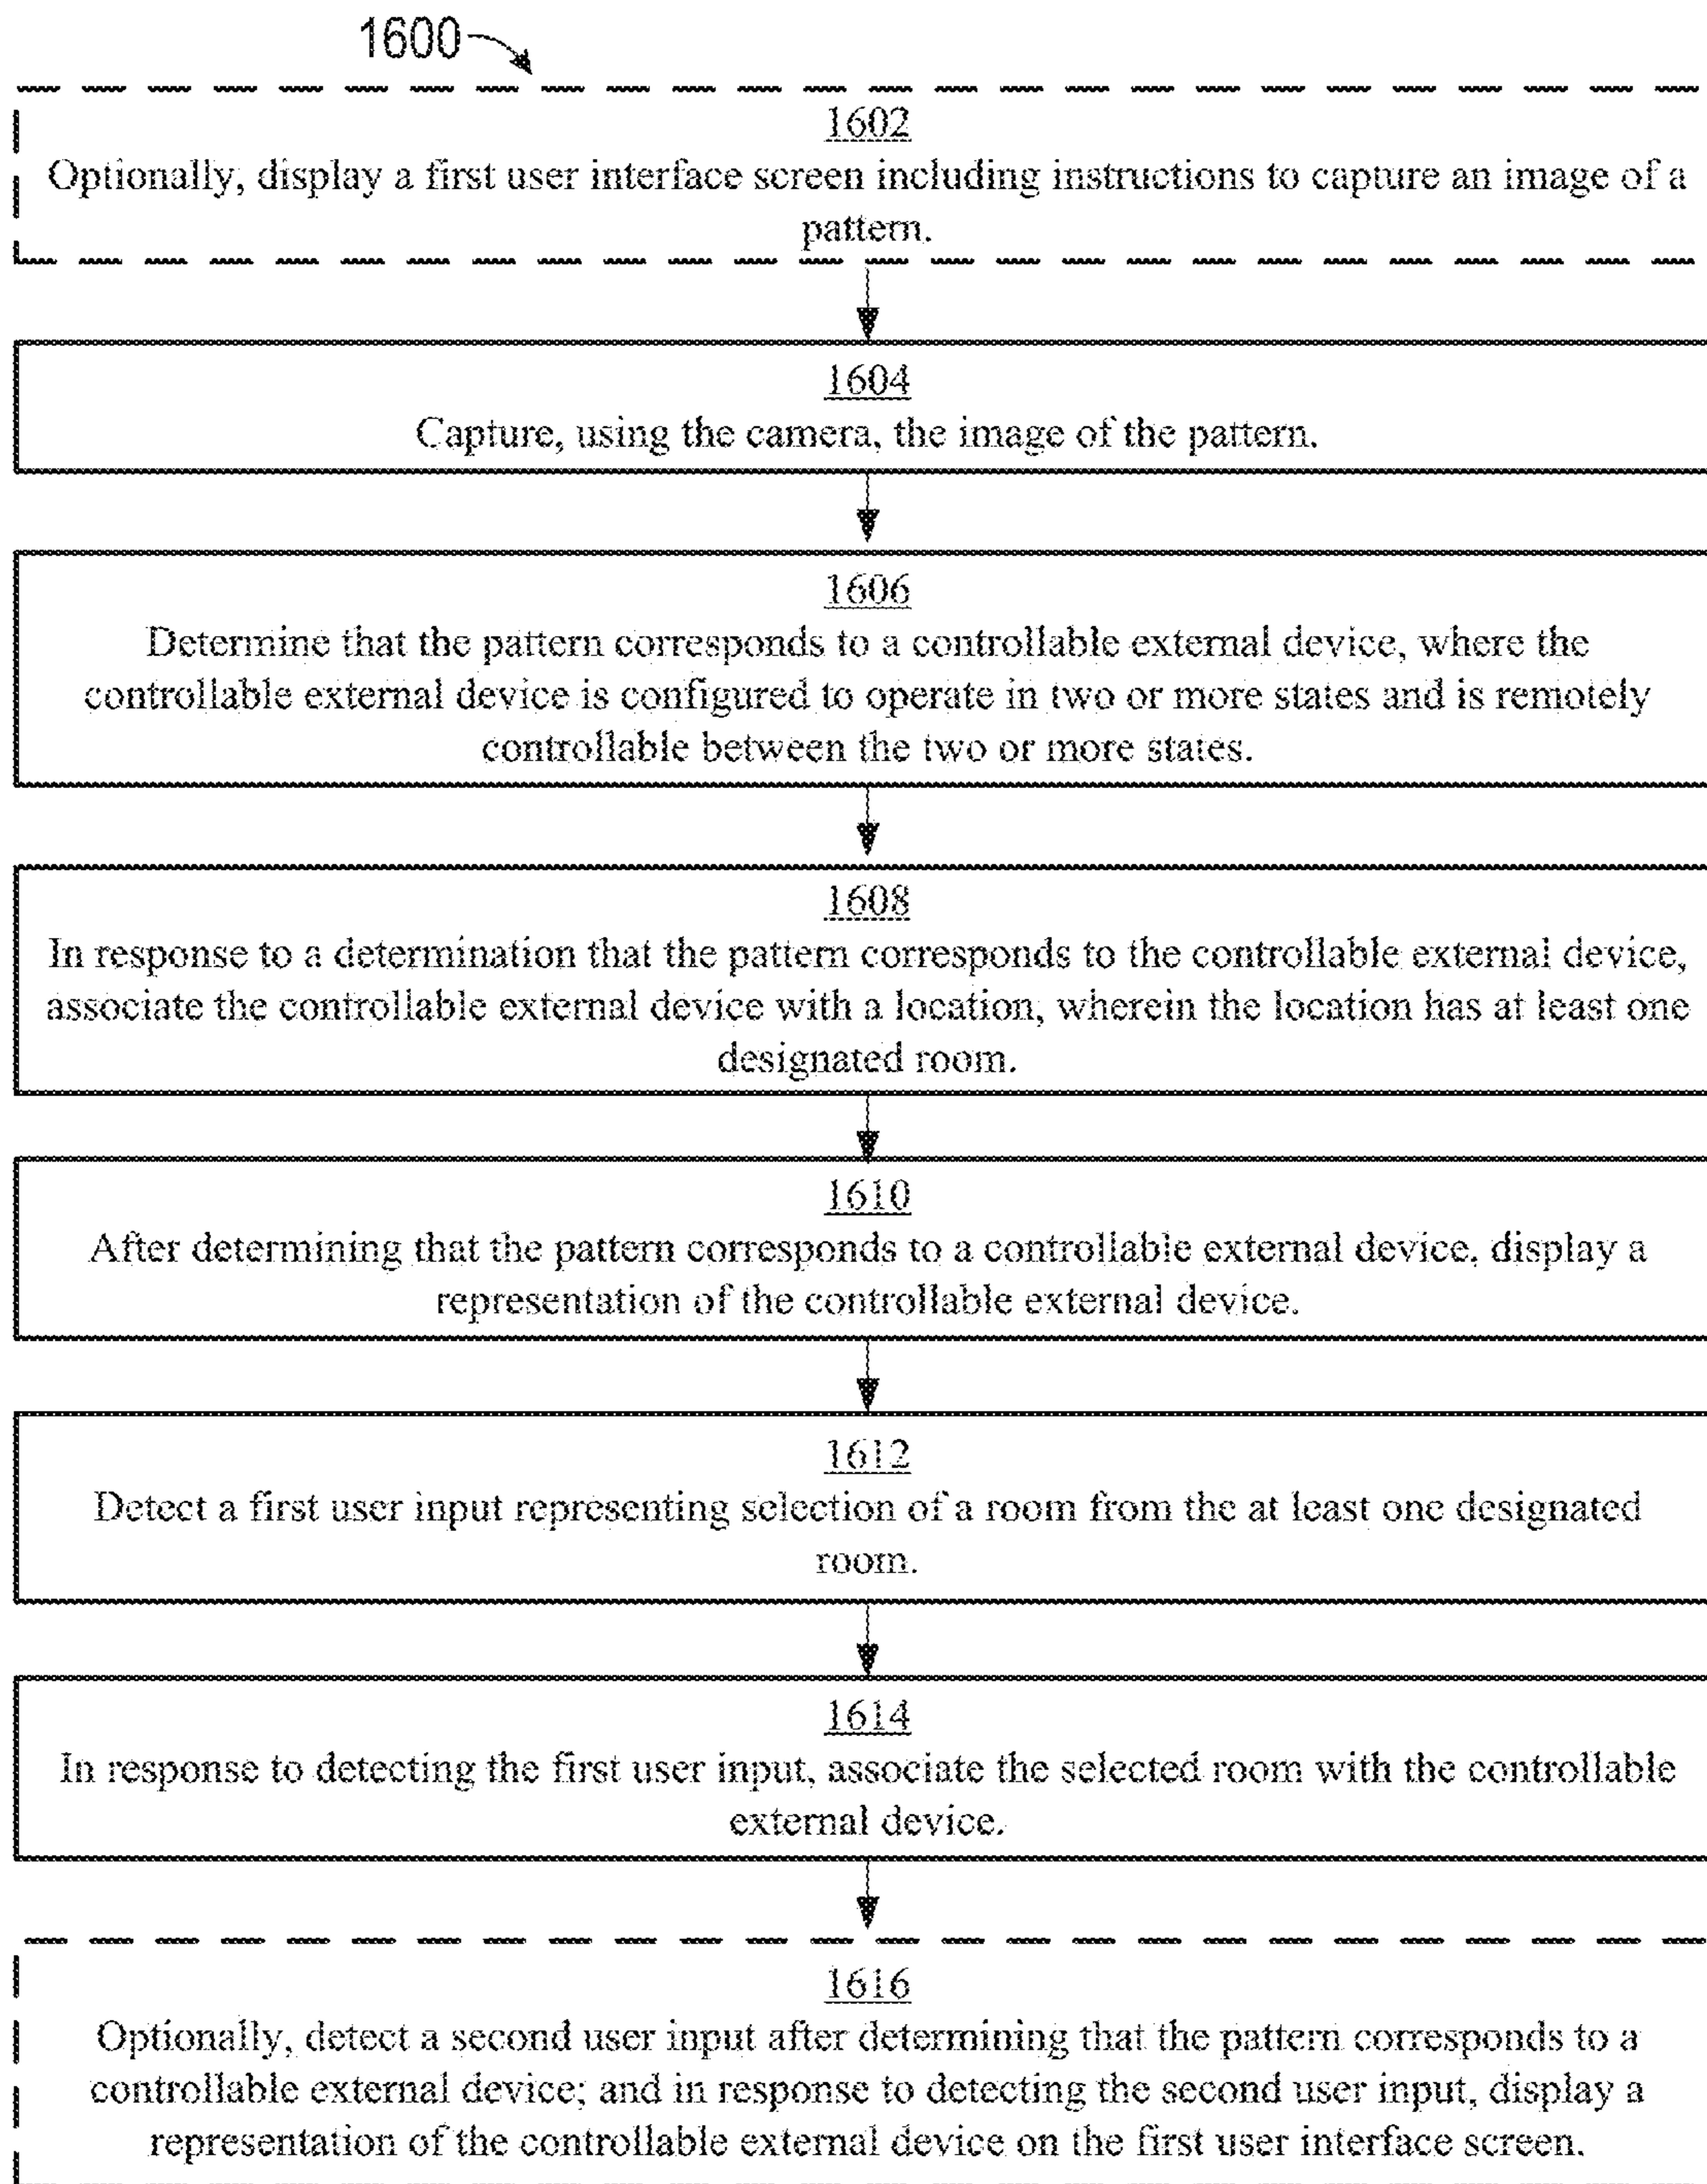 1600
1602
Optionally, display a first user interface screen including instructions to capture an image of a
pattern.
1604
Capture, using the camera, the image of the pattern.
1606
Determine that the pattern corresponds to a controllable external device, where the
controllable external device is configured to operate in two or more states and is remotely
controllable between the two or more states.
1608
In response to a determination that the pattern corresponds to the controllable external device,
associate the controllable external device with a location, wherein the location has at least one
designated room.
1610
After determining that the pattern corresponds to a controllable external device, display a
representation of the controllable external device.
1612
Detect a first user input representing selection of a room from the at least one designated
room.
1614
In response to detecting the first user input, associate the selected room with the controllable
external device.
1616
Optionally, detect a second user input after determining that the pattern corresponds to a
controllable external device; and in response to detecting the second user input, display a
representation of the controllable external device on the first user interface screen.